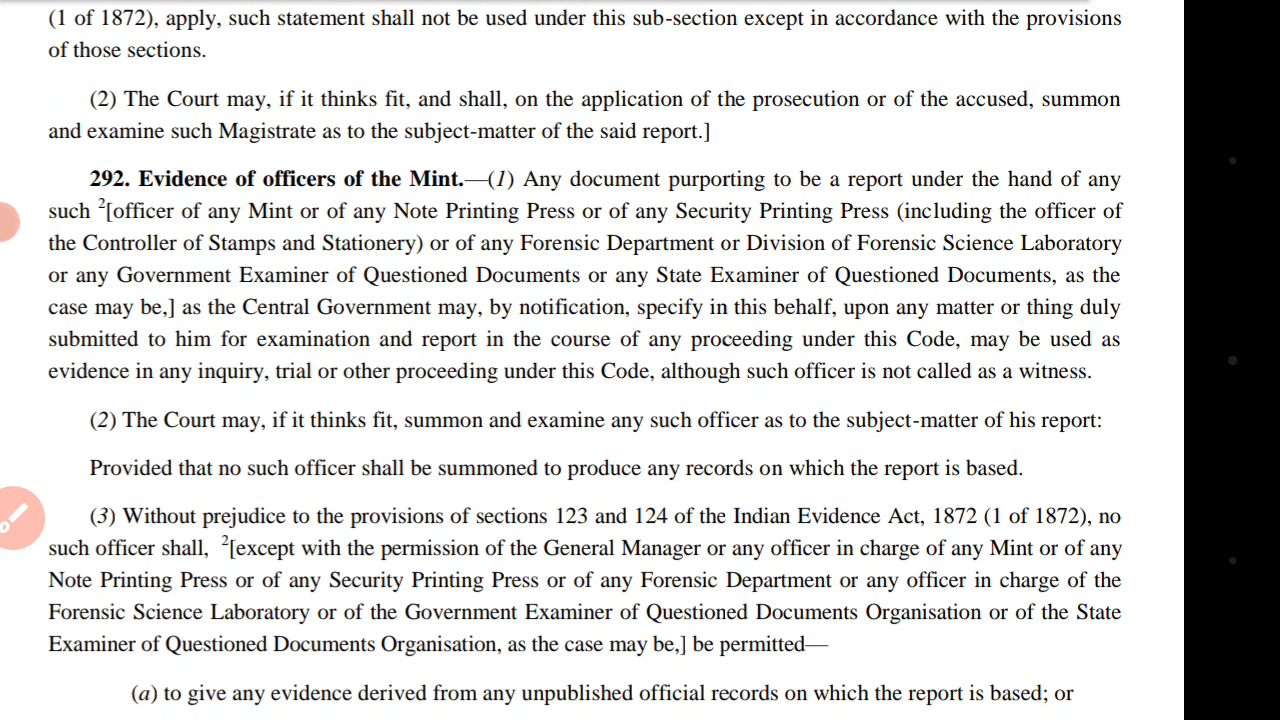 (1 of 1872), apply, such statement shall not be used under this sub-section except in accordance with the provisions
of those sections.
(2) The Court may, if it thinks fit, and shall, on the application of the prosecution or of the accused, summon
and examine such Magistrate as to the subject-matter of the said report.]
292. Evidence of officers of the Mint.—(1) Any document purporting to be a report under the hand of any
such 2[officer of any Mint or of any Note Printing Press or of any Security Printing Press (including the officer of
the Controller of Stamps and Stationery) or of any Forensic Department or Division of Forensic Science Laboratory
or any Government Examiner of Questioned Documents or any State Examiner of Questioned Documents, as the
case may be,] as the Central Government may, by notification, specify in this behalf, upon any matter or thing duly
submitted to him for examination and report in the course of any proceeding under this Code, may be used as
evidence in any inquiry, trial or other proceeding under this Code, although such officer is not called as a witness.
(2) The Court may, if it thinks fit, summon and examine any such officer as to the subject-matter of his report:
Provided that no such officer shall be summoned to produce any records on which the report is based.
(3) Without prejudice to the provisions of sections 123 and 124 of the Indian Evidence Act, 1872 (1 of 1872), no
such officer shall, 2[except with the permission of the General Manager or any officer in charge of any Mint or of any
Note Printing Press or of any Security Printing Press or of any Forensic Department or any officer in charge of the
Forensic Science Laboratory or of the Government Examiner of Questioned Documents Organisation or of the State
Examiner of Questioned Documents Organisation, as the case may be,] be permitted—
(a) to give any evidence derived from any unpublished official records on which the report is based; or